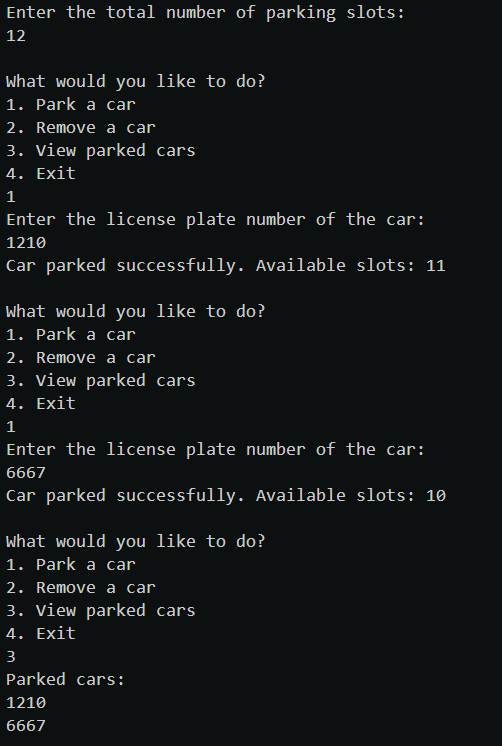 Enter the total number of parking slots:
12
What would you like to do?
1. Park a car
2. Remove a car
3. View parked cars
4. Exit
1
Enter the license plate number of the car:
1210
Car parked successfully. Available slots: 11
What would you like to do?
1. Park a car
2. Remove a car
3. View parked cars
4. Exit
1
Enter the license plate number of the car:
6667
Car parked successfully. Available slots: 10
What would you like to do?
1. Park a car
2. Remove a car
3. View parked cars
4. Exit
3
Parked cars:
1210
6667